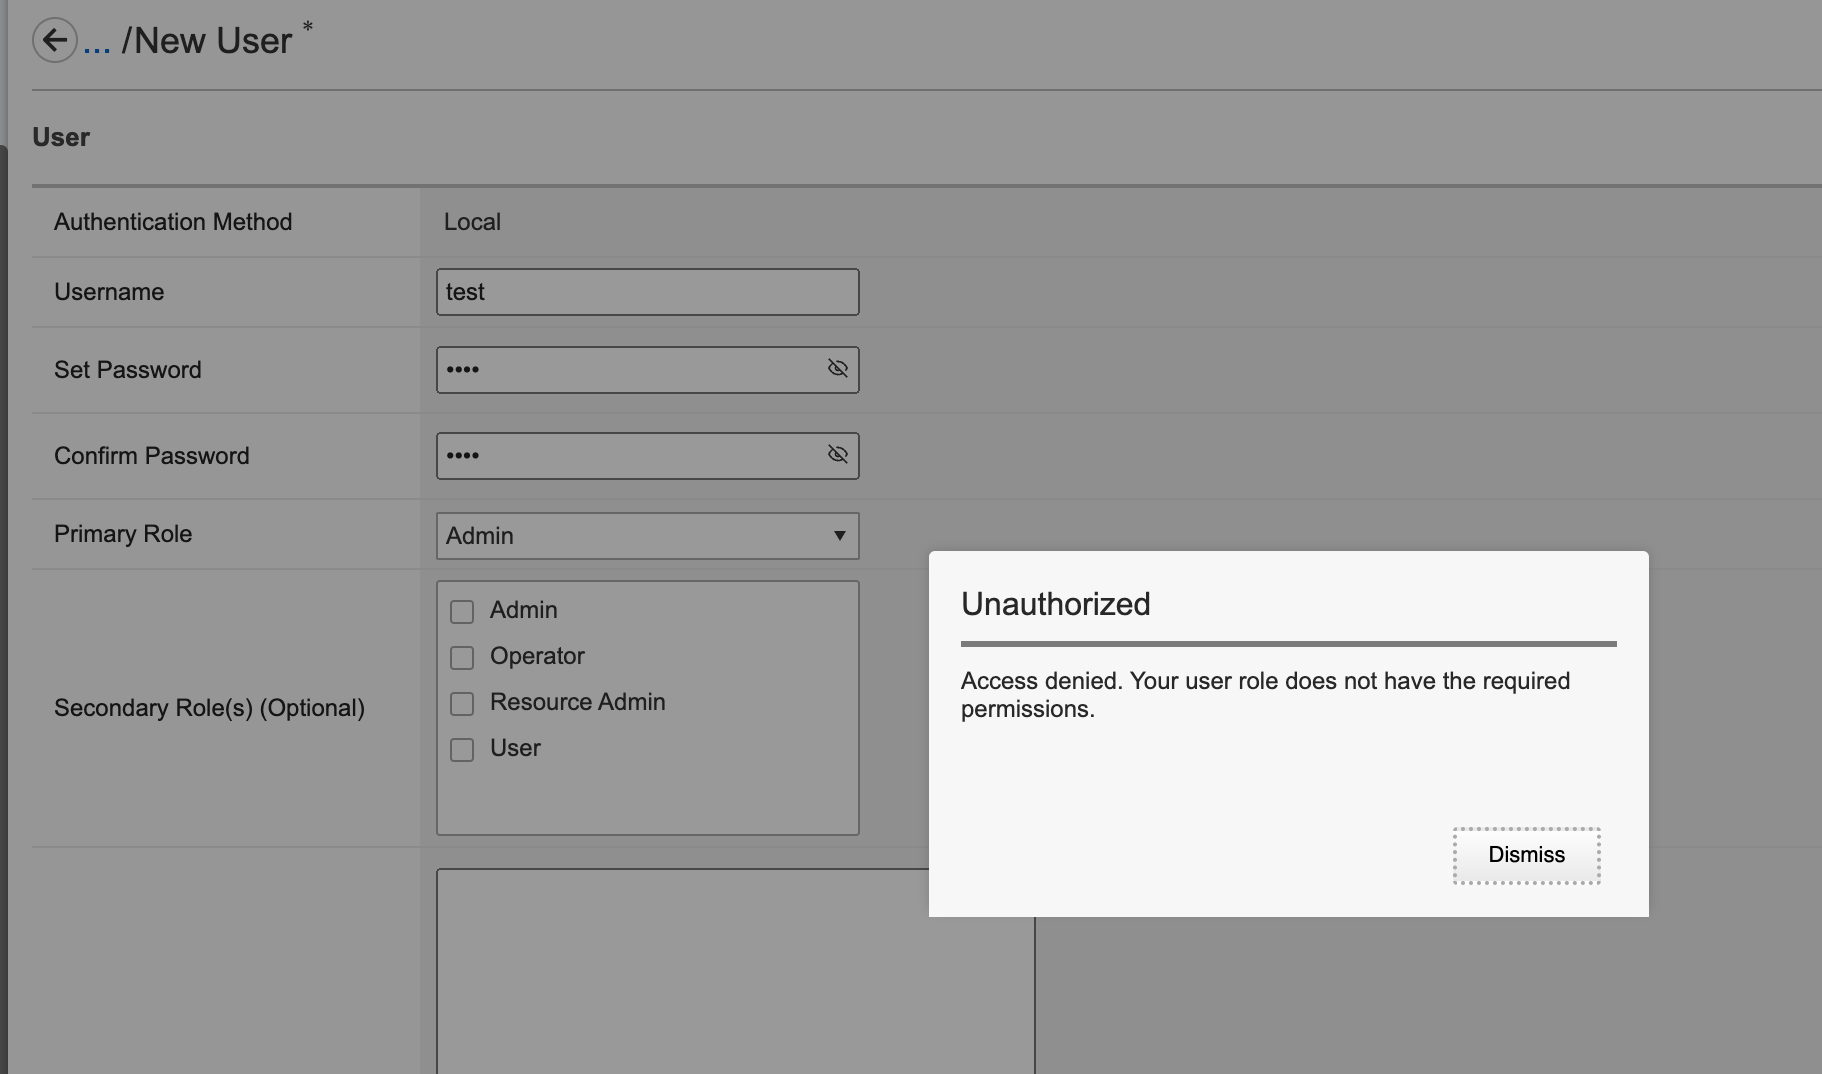 ... /New User *
User
Authentication Method
Local
Username
test
Set Password
••••
Confirm Password
••••
Primary Role
Admin
Secondary Role(s) (Optional)
Admin
Operator
Resource Admin
User
Unauthorized
Access denied. Your user role does not have the required
permissions.
Dismiss